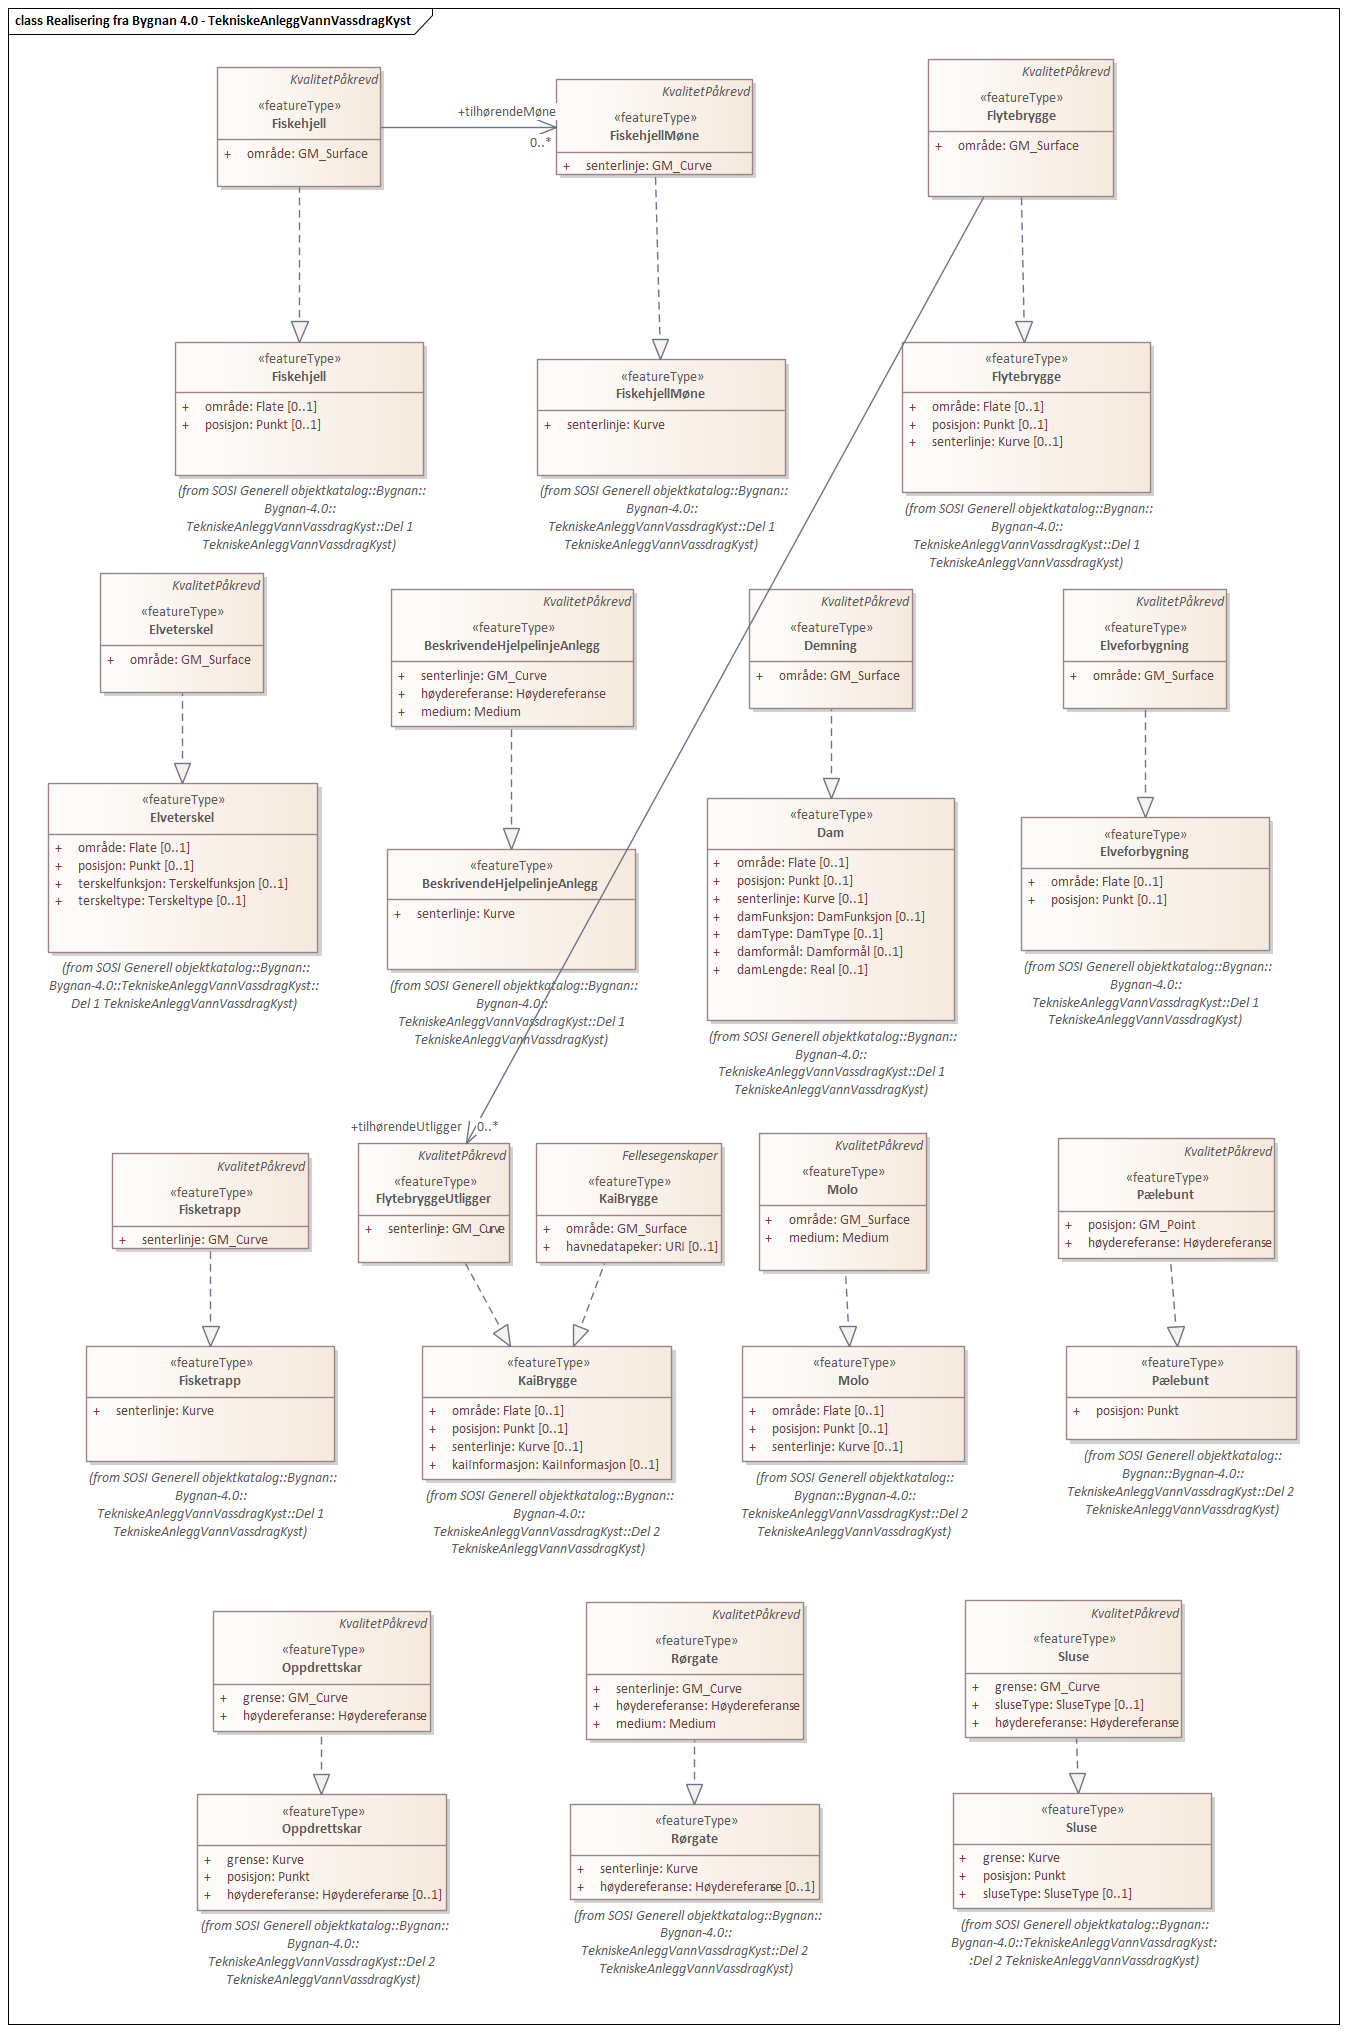 class Realisering fra Bygnan 4.0 - TekniskeAnleggVannVassdragKyst
KvalitetPåkrevd
«featureType»
Fiskehjell
+ område: GM_Surface
+tilhørendeMøne
0..*
KvalitetPåkrevd
«featureType»
FiskehjellMøne
+ senterlinje: GM_Curve
KvalitetPåkrevd
«featureType»
Flytebrygge
+ område: GM_Surface
«featureType»
Fiskehjell
+ område: Flate [0..1]
+ posisjon: Punkt [0..1]
(from SOSI Generell objektkatalog::Bygnan::
Bygnan-4.0::
TekniskeAnleggVannVassdragKyst::Del 1
TekniskeAnleggVannVassdragKyst)
«featureType»
FiskehjellMøne
+ senterlinje: Kurve
(from SOSI Generell objektkatalog::Bygnan::
Bygnan-4.0::
TekniskeAnleggVannVassdragKyst::Del 1
TekniskeAnleggVannVassdragKyst)
«featureType»
Flytebrygge
+ område: Flate [0..1]
+ posisjon: Punkt [0..1]
+ senterlinje: Kurve [0..1]
(from SOSI Generell objektkatalog::Bygnan::
Bygnan-4.0::
TekniskeAnleggVannVassdragKyst::Del 1
TekniskeAnleggVannVassdragKyst)
KvalitetPåkrevd
«featureType»
Elveterskel
+ område: GM_Surface
KvalitetPåkrevd
«featureType»
BeskrivendeHjelpelinjeAnlegg
+ senterlinje: GM_Curve
+ høydereferanse: Høydereferanse
+ medium: Medium
KvalitetPåkrevd
«featureType»
Demning
+ område: GM_Surface
KvalitetPåkrevd
«featureType»
Elveforbygning
+ område: GM_Surface
«featureType»
Elveterskel
+ område: Flate [0..1]
+ posisjon: Punkt [0..1]
+ terskelfunksjon: Terskelfunksjon [0..1]
+ terskeltype: Terskeltype [0..1]
(from SOSI Generell objektkatalog::Bygnan::
Bygnan-4.0::TekniskeAnleggVannVassdragKyst::
Del 1 TekniskeAnleggVannVassdragKyst)
«featureType»
BeskrivendeHjelpelinjeAnlegg
+ senterlinje: Kurve
(from SOSI Generell objektkatalog::Bygnan::
Bygnan-4.0::
TekniskeAnleggVannVassdragKyst::Del 1
TekniskeAnleggVannVassdragKyst)
«featureType»
Dam
+ område: Flate [0..1]
+ posisjon: Punkt [0..1]
+ senterlinje: Kurve [0..1]
+ damFunksjon: DamFunksjon [0..1]
+ damType: DamType [0..1]
+ damformål: Damformål [0..1]
+ damLengde: Real [0..1]
(from SOSI Generell objektkatalog::Bygnan::
Bygnan-4.0::
TekniskeAnleggVannVassdragKyst::Del 1
TekniskeAnleggVannVassdragKyst)
«featureType»
Elveforbygning
+ område: Flate [0..1]
+ posisjon: Punkt [0..1]
(from SOSI Generell objektkatalog::Bygnan::
Bygnan-4.0::
TekniskeAnleggVannVassdragKyst::Del 1
TekniskeAnleggVannVassdragKyst)
+tilhørendeUtligger 0..*
KvalitetPåkrevd
«featureType»
Fisketrapp
+ senterlinje: GM_Curve
KvalitetPåkrevd
«featureType»
FlytebryggeUtligger
+ senterlinje: GM_Curve
Fellesegenskaper
«featureType»
KaiBrygge
+ område: GM_Surface
+ havnedatapeker: URI [0..1]
KvalitetPåkrevd
«featureType»
Molo
+ område: GM_Surface
+ medium: Medium
KvalitetPåkrevd
«featureType»
Pælebunt
+ posisjon: GM_Point
+ høydereferanse: Høydereferanse
«featureType»
Fisketrapp
+ senterlinje: Kurve
(from SOSI Generell objektkatalog::Bygnan::
Bygnan-4.0::
TekniskeAnleggVannVassdragKyst::Del 1
TekniskeAnleggVannVassdragKyst)
«featureType»
KaiBrygge
+ område: Flate [0..1]
+ posisjon: Punkt [0..1]
+ senterlinje: Kurve [0..1]
+ kaiInformasjon: KaiInformasjon [0..1]
(from SOSI Generell objektkatalog::Bygnan::
Bygnan-4.0::
TekniskeAnleggVannVassdragKyst::Del 2
TekniskeAnleggVannVassdragKyst)
«featureType»
Molo
+ område: Flate [0..1]
+ posisjon: Punkt [0..1]
+ senterlinje: Kurve [0..1]
(from SOSI Generell objektkatalog::
Bygnan::Bygnan-4.0::
TekniskeAnleggVannVassdragKyst::Del 2
TekniskeAnleggVannVassdragKyst)
«featureType»
Pælebunt
+ posisjon: Punkt
(from SOSI Generell objektkatalog::
Bygnan::Bygnan-4.0::
TekniskeAnleggVannVassdragKyst::Del 2
TekniskeAnleggVannVassdragKyst)
KvalitetPåkrevd
«featureType»
Oppdrettskar
+ grense: GM_Curve
+ høydereferanse: Høydereferanse
KvalitetPåkrevd
«featureType»
Rørgate
+ senterlinje: GM_Curve
+ høydereferanse: Høydereferanse
+ medium: Medium
KvalitetPåkrevd
«featureType»
Sluse
+ grense: GM_Curve
+ sluseType: SluseType [0..1]
+ høydereferanse: Høydereferanse
«featureType»
Oppdrettskar
+ grense: Kurve
+ posisjon: Punkt
+ høydereferanse: Høydereferanse [0..1]
(from SOSI Generell objektkatalog::Bygnan::
Bygnan-4.0::
TekniskeAnleggVannVassdragKyst::Del 2
TekniskeAnleggVannVassdragKyst)
«featureType»
Rørgate
+ senterlinje: Kurve
+ høydereferanse: Høydereferanse [0..1]
(from SOSI Generell objektkatalog::Bygnan::
Bygnan-4.0::
TekniskeAnleggVannVassdragKyst::Del 2
TekniskeAnleggVannVassdragKyst)
«featureType»
Sluse
+ grense: Kurve
+ posisjon: Punkt
+ sluseType: SluseType [0..1]
(from SOSI Generell objektkatalog::Bygnan::
Bygnan-4.0::TekniskeAnleggVannVassdragKyst:
:Del 2 TekniskeAnleggVannVassdragKyst)